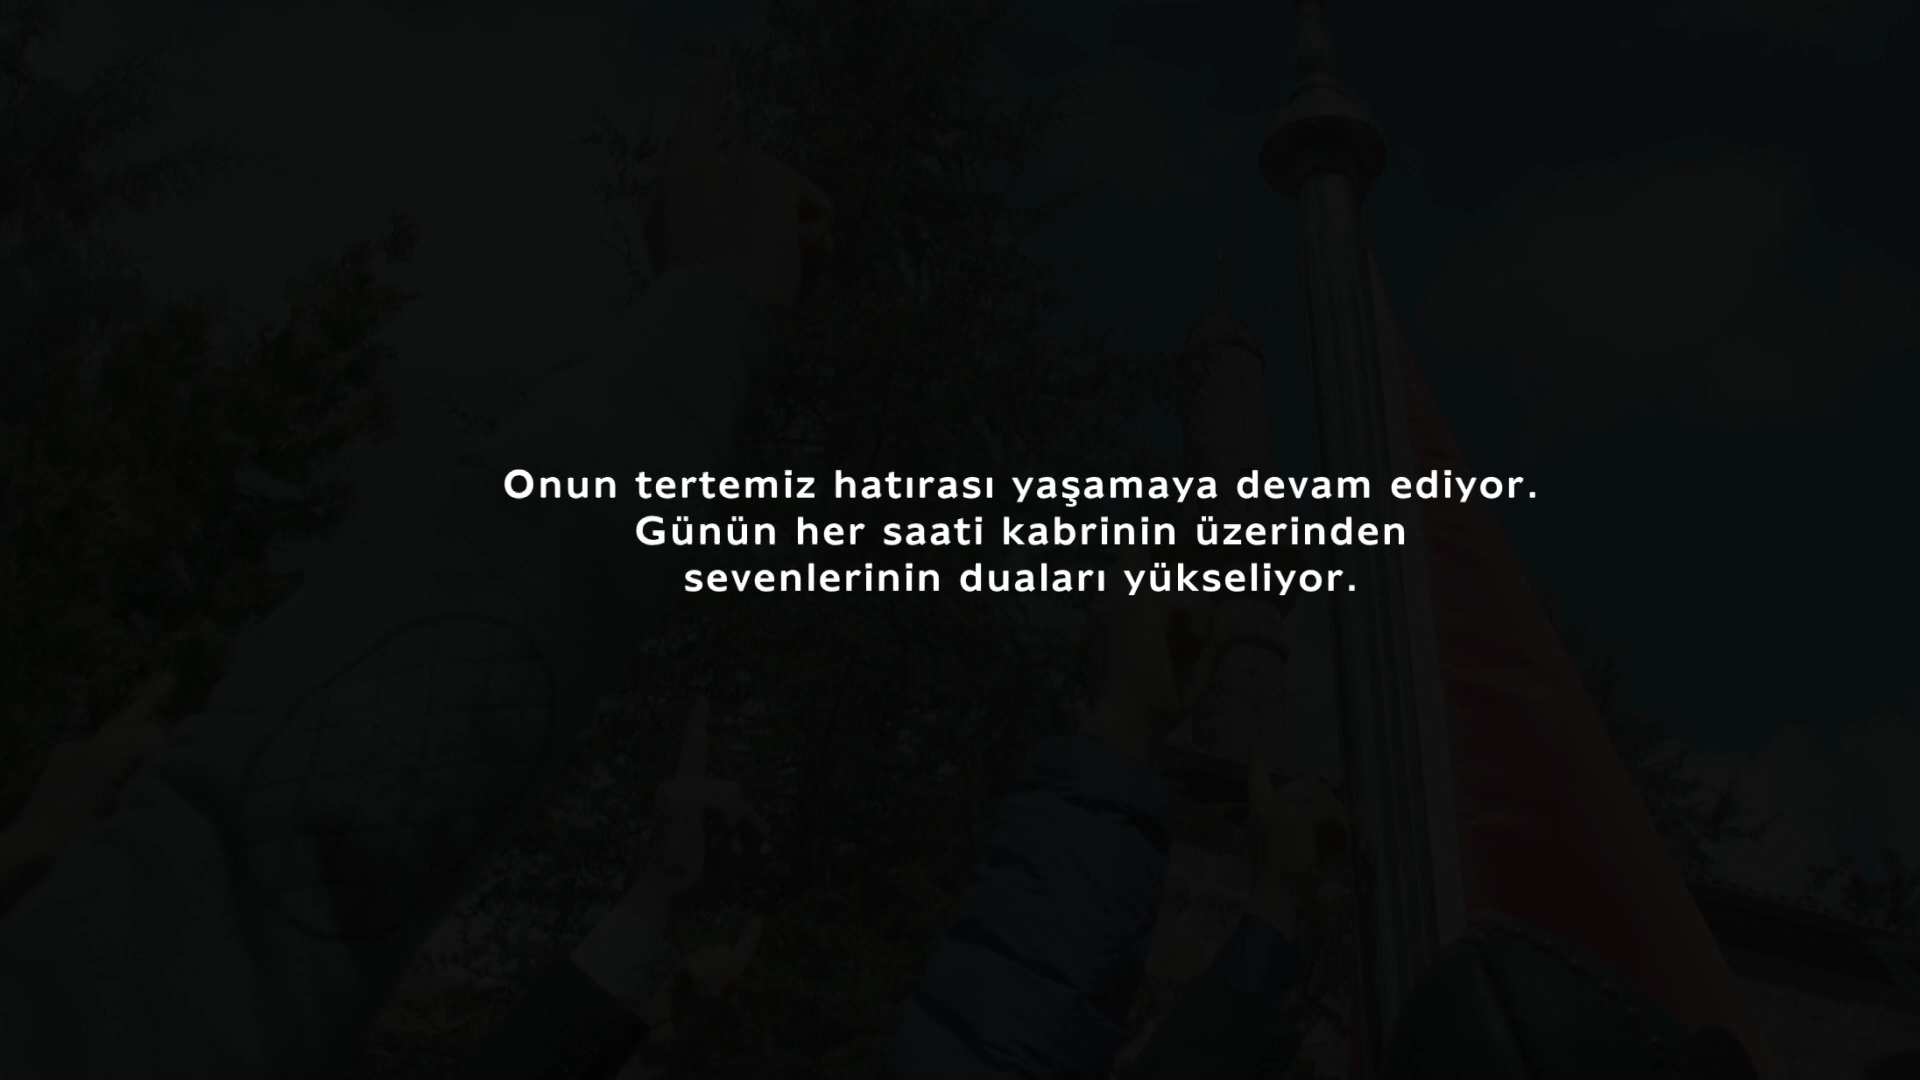 Onun tertemiz hatırası yaşamaya devam ediyor.
Günün her saati kabrinin üzerinden
sevenlerinin duaları yükseliyor.